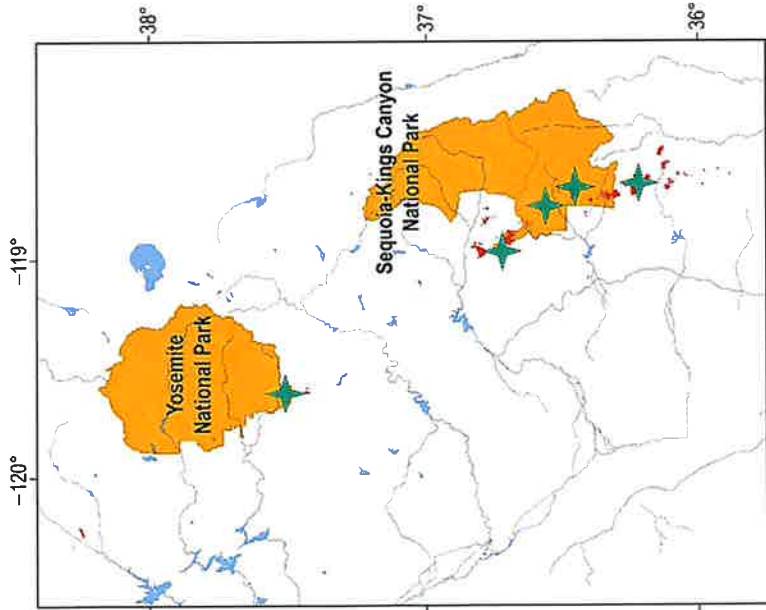 38°
37°
36°
Sequoia-Kings Canyon
National Park
–119°
Yosemite
National Park
–120°